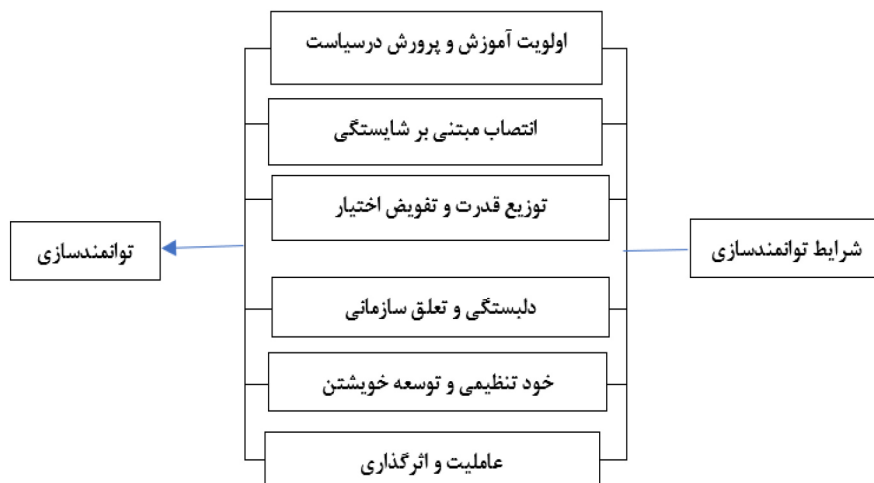 اولویت آموزش و پرورش درسیاست
انتصاب مبتنی بر شایستگی
توزیع قدرت و تفویض اختیار
شرایط توانمندسازی
توانمندسازی
دلبستگی و تعلق سازمانی
خود تنظیمی و توسعه خویشتن
عاملیت و اثرگذاری